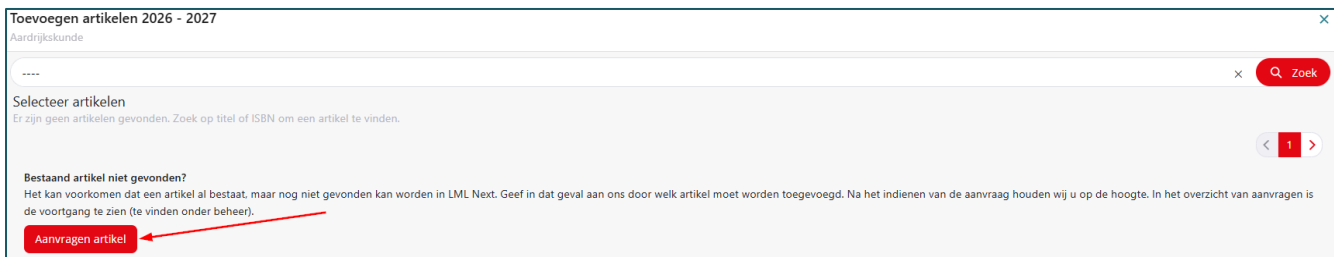 Toevoegen artikelen 2026 - 2027
Aardrijkskunde
----
Zoek
Selecteer artikelen
Er zijn geen artikelen gevonden. Zoek op titel of ISBN om een artikel te vinden.
1
Bestaand artikel niet gevonden?
Het kan voorkomen dat een artikel al bestaat, maar nog niet gevonden kan worden in LML Next. Geef in dat geval aan ons door welk artikel moet worden toegevoegd. Na het indienen van de aanvraag houden wij u op de hoogte. In het overzicht van aanvragen is
de voortgang te zien (te vinden onder beheer).
Aanvragen artikel